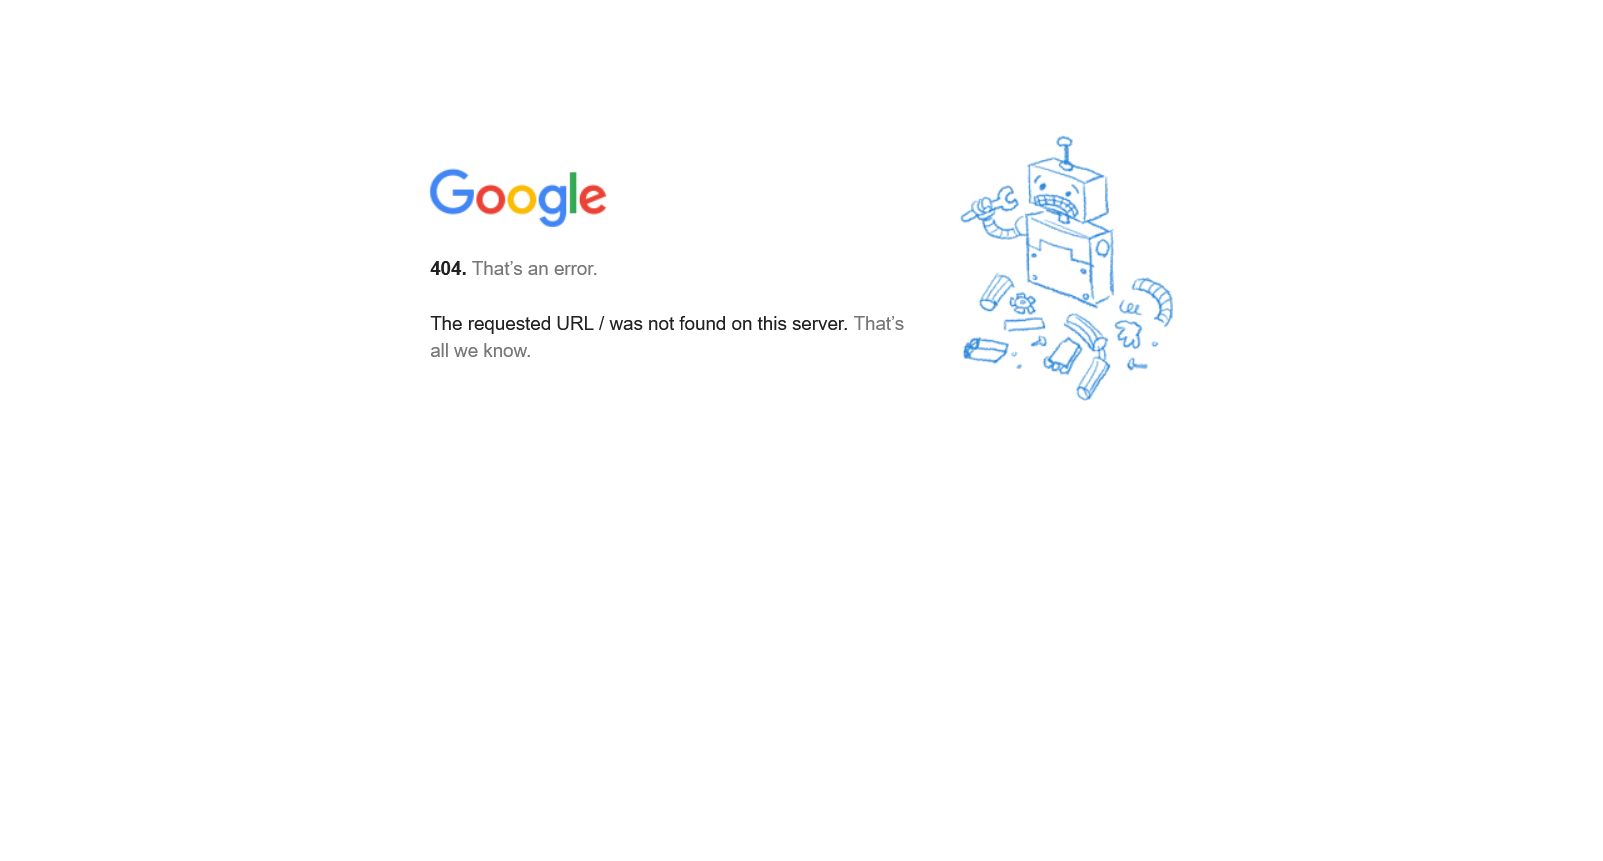 Google
404. That’s an error.
The requested URL / was not found on this server. That’s
all we know.